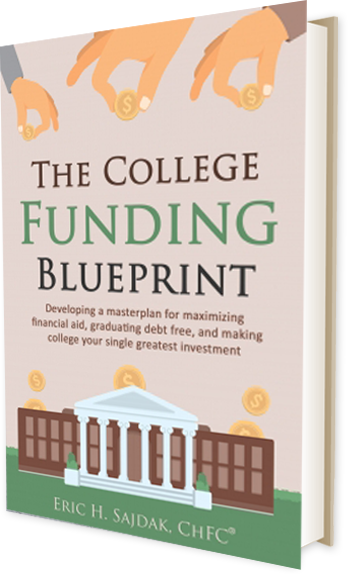 THE COLLEGE
FUNDING
BLUEPRINT
Developing a masterplan for maximizing
financial aid, graduating debt free, and making
college your single greatest investment
ERIC H. SAJDAK, CHFC®